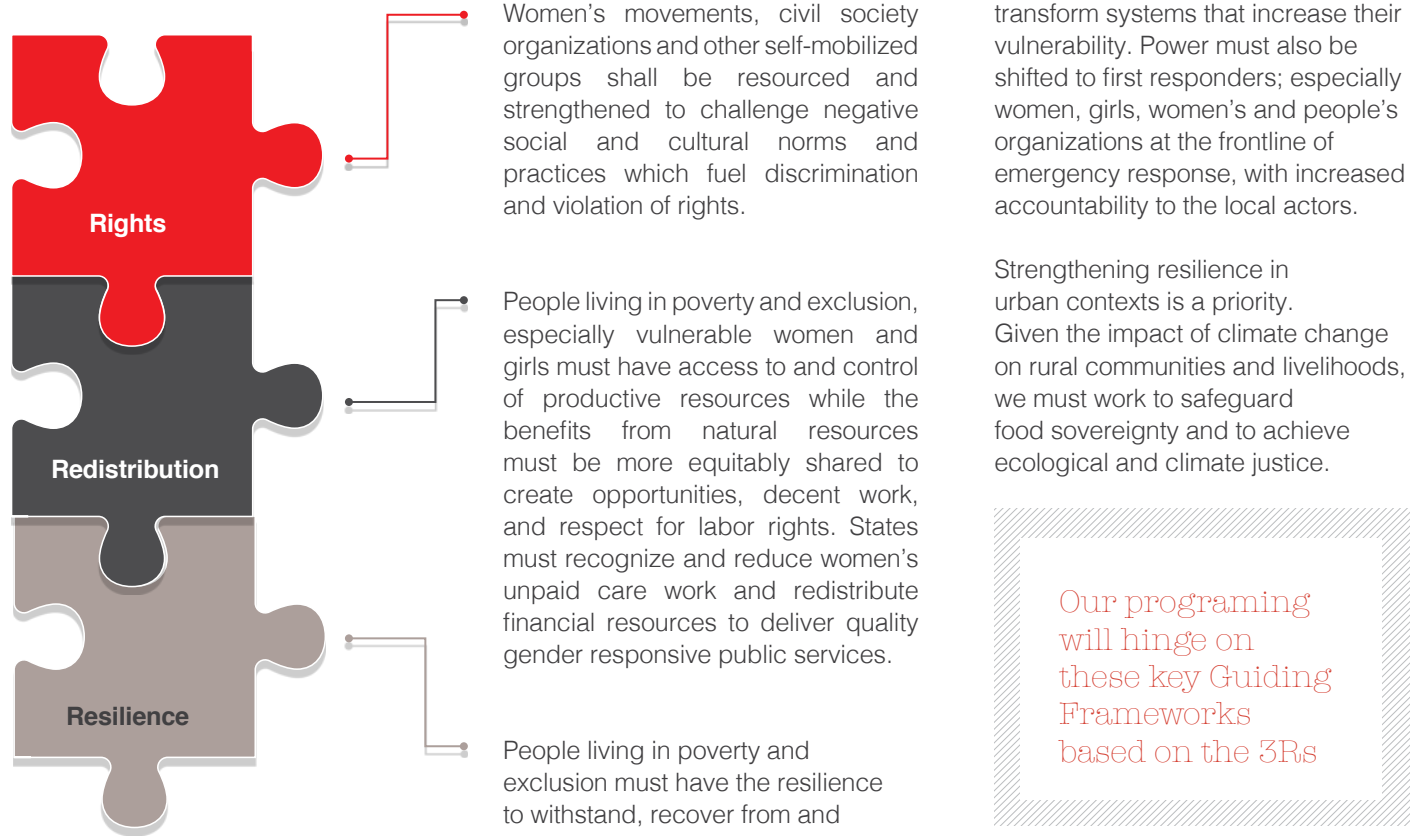 Rights
Redistribution
Resilience
Women’s movements, civil society
organizations and other self-mobilized
groups shall be resourced and
strengthened to challenge negative
social and cultural norms and
practices which fuel discrimination
and violation of rights.
People living in poverty and exclusion,
especially vulnerable women and
girls must have access to and control
of productive resources while the
benefits from natural resources
must be more equitably shared to
create opportunities, decent work,
and respect for labor rights. States
must recognize and reduce women’s
unpaid care work and redistribute
financial resources to deliver quality
gender responsive public services.
People living in poverty and
exclusion must have the resilience
to withstand, recover from and
transform systems that increase their
vulnerability. Power must also be
shifted to first responders; especially
women, girls, women’s and people’s
organizations at the frontline of
emergency response, with increased
accountability to the local actors.
Strengthening resilience in
urban contexts is a priority.
Given the impact of climate change
on rural communities and livelihoods,
we must work to safeguard
food sovereignty and to achieve
ecological and climate justice.
Our programing
will hinge on
these key Guiding
Frameworks
based on the 3Rs